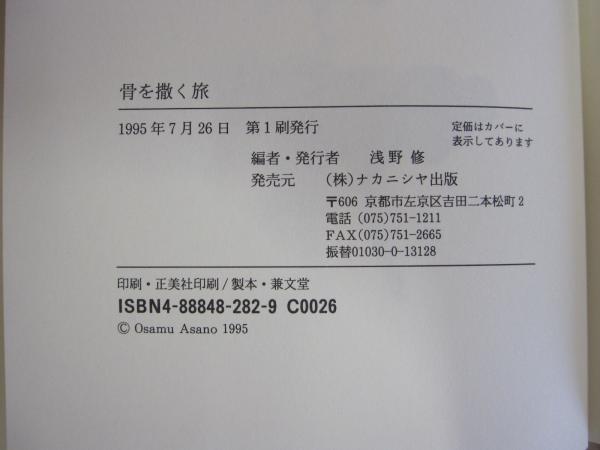 骨を撒く旅
1995年7月26日 第1刷発行
定価はカバーに
表示してあります
編者・発行者 浅野 修
発売元 (株)ナカニシヤ出版
〒606 京都市左京区吉田二本松町2
電話 (075)751-1211
FAX(075)751-2665
振替01030-0-13128
印刷・正美社印刷/製本・兼文堂
ISBN4-88848-282-9 C0026
© Osamu Asano 1995